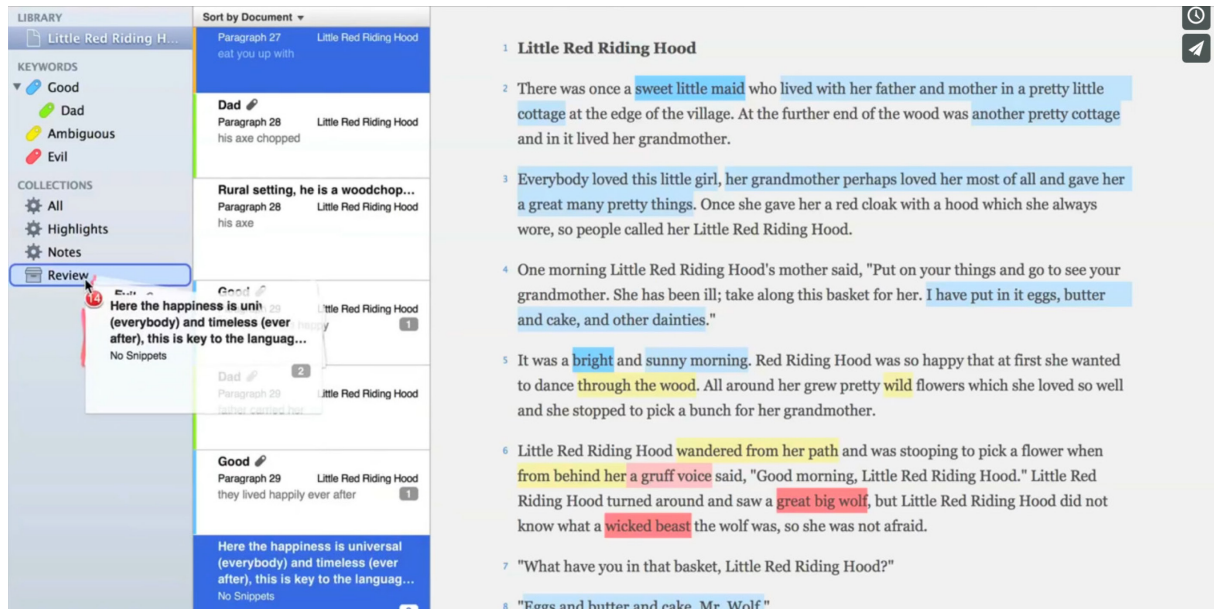 LIBRARY
Little Red Riding H...
KEYWORDS
Good
Dad
Ambiguous
Evil
COLLECTIONS
All
Highlights
Notes
Review
14
Here the happiness is uni
(everybody) and timeless (ever
after), this is key to the languag...
No Snippets
Sort by Document
Paragraph 27 Little Red Riding Hood
eat you up with
Dad
Paragraph 28 Little Red Riding Hood
his axe chopped
Rural setting, he is a woodchop...
Paragraph 28 Little Red Riding Hood
his axe
Good
29 Little Red Riding Hood
1
Dad
2
Paragraph 29 Little Red Riding Hood
father carried her
Good
Paragraph 29 Little Red Riding Hood
they lived happily ever after 1
Here the happiness is universal
(everybody) and timeless (ever
after), this is key to the languag...
No Snippets
1 Little Red Riding Hood
2 There was once a sweet little maid who lived with her father and mother in a pretty little
cottage at the edge of the village. At the further end of the wood was another pretty cottage
and in it lived her grandmother.
3 Everybody loved this little girl, her grandmother perhaps loved her most of all and gave her
a great many pretty things. Once she gave her a red cloak with a hood which she always
wore, so people called her Little Red Riding Hood.
4 One morning Little Red Riding Hood's mother said, "Put on your things and go to see your
grandmother. She has been ill; take along this basket for her. I have put in it eggs, butter
and cake, and other dainties."
5 It was a bright and sunny morning. Red Riding Hood was so happy that at first she wanted
to dance through the wood. All around her grew pretty wild flowers which she loved so well
and she stopped to pick a bunch for her grandmother.
6 Little Red Riding Hood wandered from her path and was stooping to pick a flower when
from behind her a gruff voice said, "Good morning, Little Red Riding Hood." Little Red
Riding Hood turned around and saw a great big wolf, but Little Red Riding Hood did not
know what a wicked beast the wolf was, so she was not afraid.
7 "What have you in that basket, Little Red Riding Hood?"
8 "Eggs and butter and cake, Mr. Wolf."